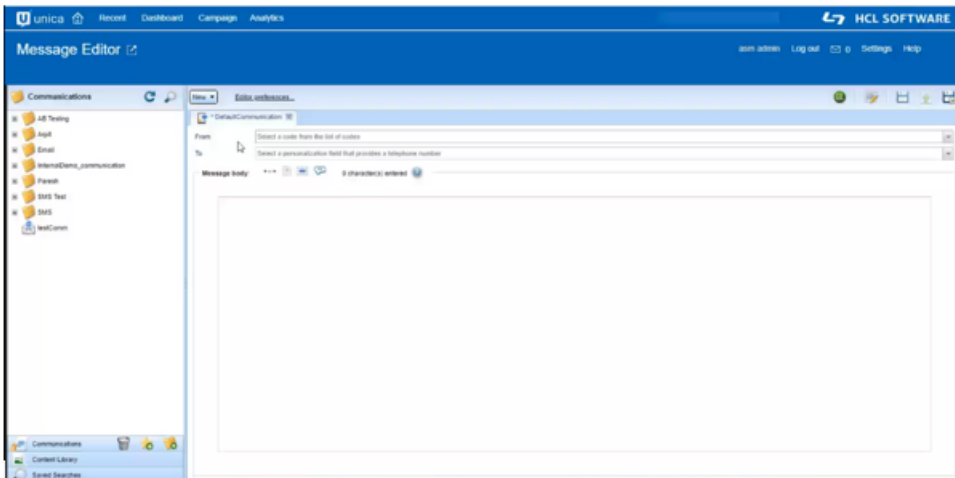 unica Recent Dashboard Campaign Analytics HCL SOFTWARE
Message Editor asm admin Log out 0 Settings Help
Communications New Editor preferences...
AB Testing * DefaultCommunication
Arpit From Select a code from the list of codes
Email To Select a personalization field that provides a telephone number
InternalDemo_communication Message body 0 character(s) entered
Paresh
SMS Test
SMS
testComm
Communications
Content Library
Saved Searches